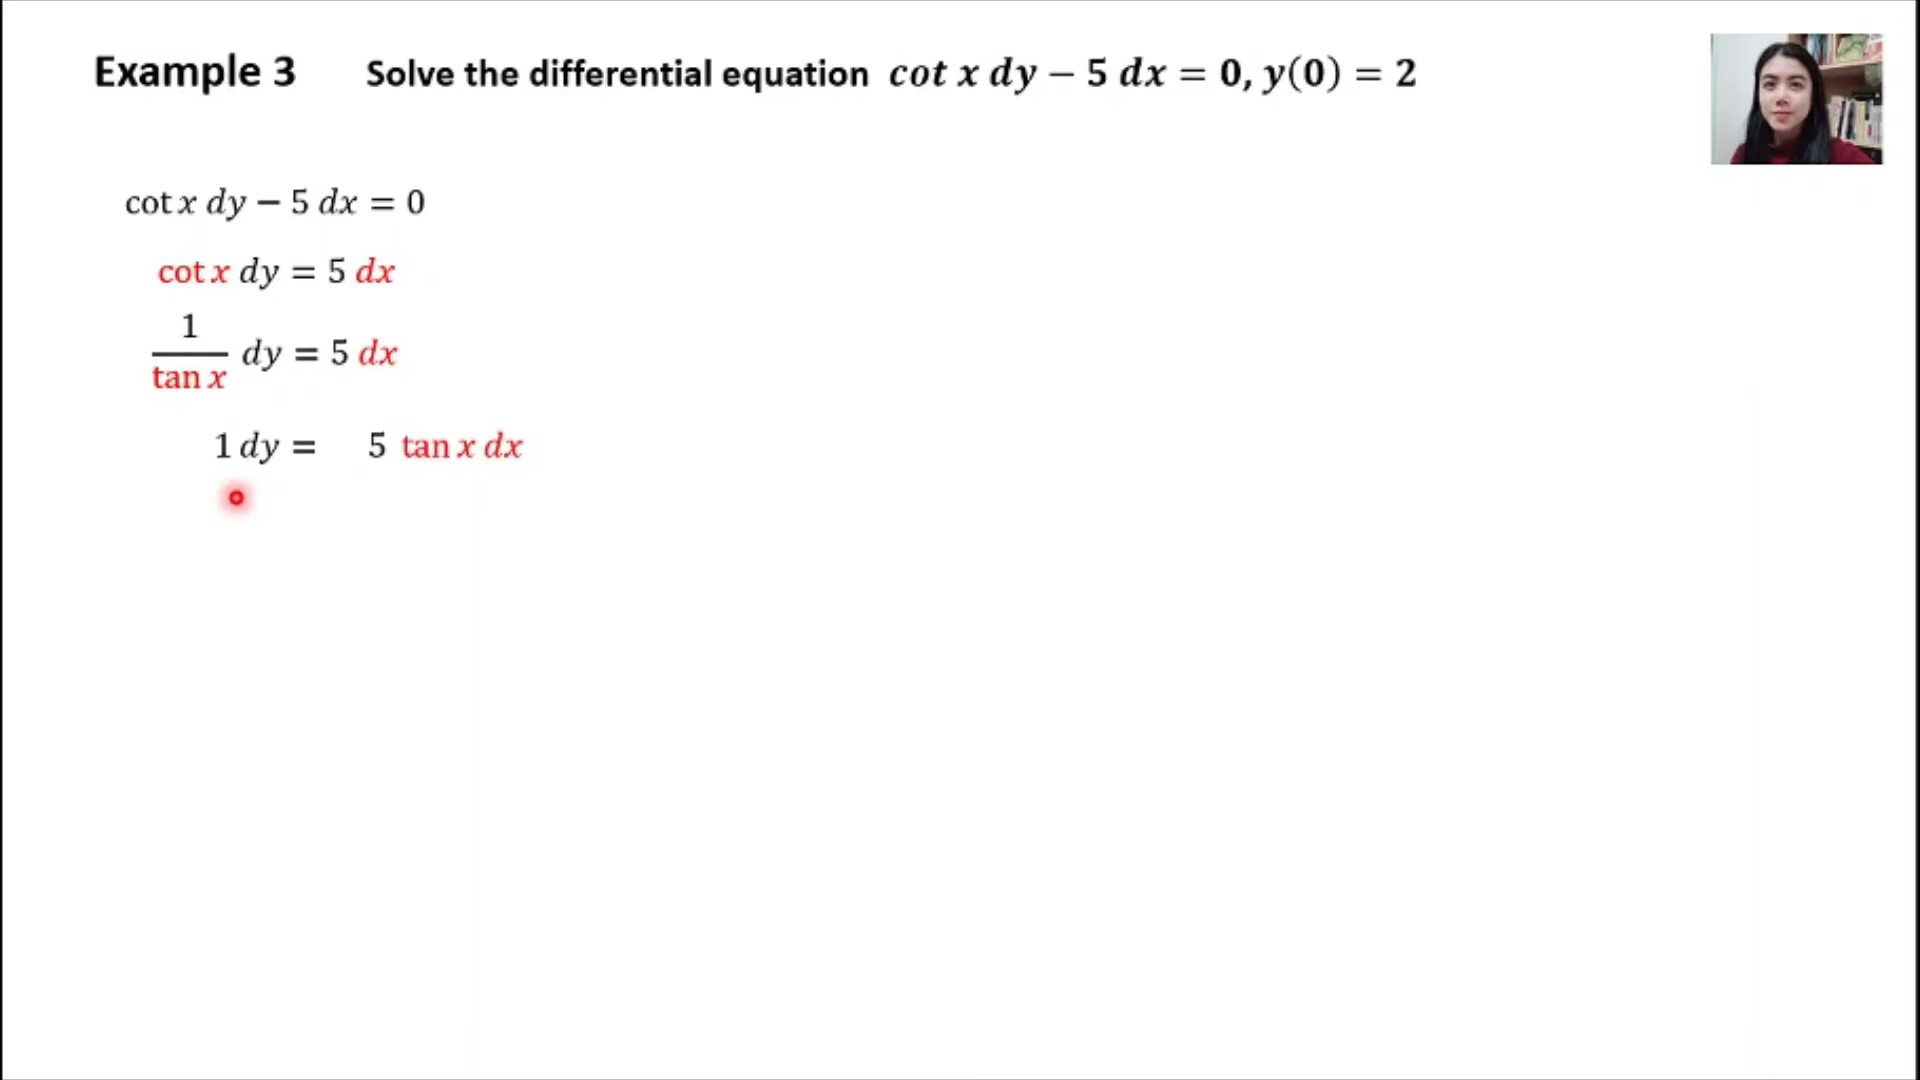 Example 3 Solve the differential equation cot x dy − 5 dx = 0, y(0) = 2
cot x dy − 5 dx = 0
cot x dy = 5 dx
1
tan x dy = 5 dx
1 dy = 5 tan x dx